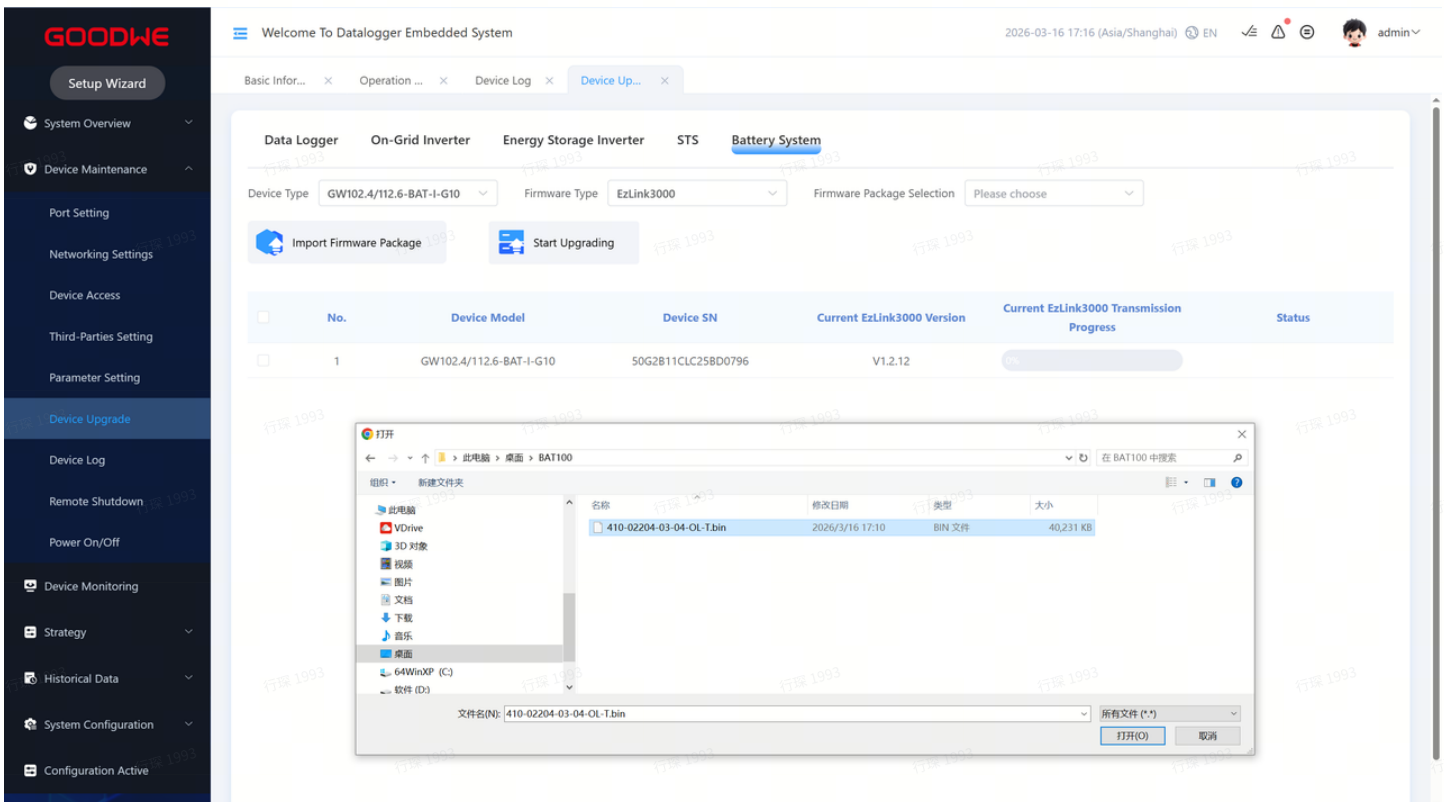 GOODWE
Welcome To Datalogger Embedded System
2026-03-16 17:16 (Asia/Shanghai) EN
admin
Setup Wizard
Basic Infor...
Operation ...
Device Log
Device Up...
System Overview
Device Maintenance
Port Setting
Networking Settings
Device Access
Third-Parties Setting
Parameter Setting
Device Upgrade
Device Log
Remote Shutdown
Power On/Off
Device Monitoring
Strategy
Historical Data
System Configuration
Configuration Active
Data Logger
On-Grid Inverter
Energy Storage Inverter
STS
Battery System
Device Type GW102.4/112.6-BAT-I-G10
Firmware Type EzLink3000
Firmware Package Selection Please choose
Import Firmware Package
Start Upgrading
No.
Device Model
Device SN
Current EzLink3000 Version
Current EzLink3000 Transmission
Progress
Status
1 GW102.4/112.6-BAT-I-G10 50G2B11CLC25BD0796 V1.2.12 0%
打开
此电脑 › 桌面 › BAT100
在 BAT100 中搜索
组织
新建文件夹
此电脑
VDrive
3D 对象
视频
图片
文档
下载
音乐
桌面
64WinXP (C:)
软件 (D:)
名称 修改日期 类型 大小
410-02204-03-04-OL-T.bin 2026/3/16 17:10 BIN 文件 40,231 KB
文件名(N): 410-02204-03-04-OL-T.bin
所有文件 (*.*)
打开(O)
取消
行琛 1993